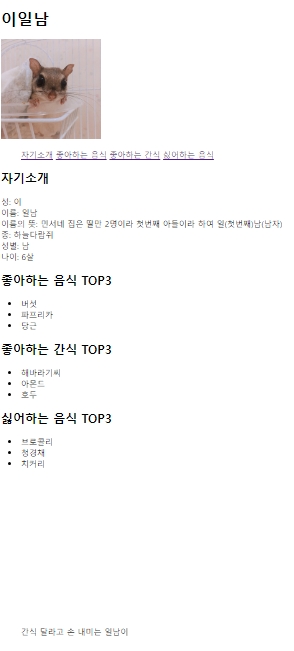 이일남
자기소개 좋아하는 음식 좋아하는 간식 싫어하는 음식
자기소개
성: 이
이름: 일남
이름의 뜻: 면서네 집은 딸만 2명이라 첫번째 아들이라 하여 일(첫번째)남(남자)
종: 하늘다람쥐
성별: 남
나이: 6살
좋아하는 음식 TOP3
버섯
파프리카
당근
좋아하는 간식 TOP3
해바라기씨
아몬드
호두
싫어하는 음식 TOP3
브로콜리
청경채
치커리
간식 달라고 손 내미는 일남이